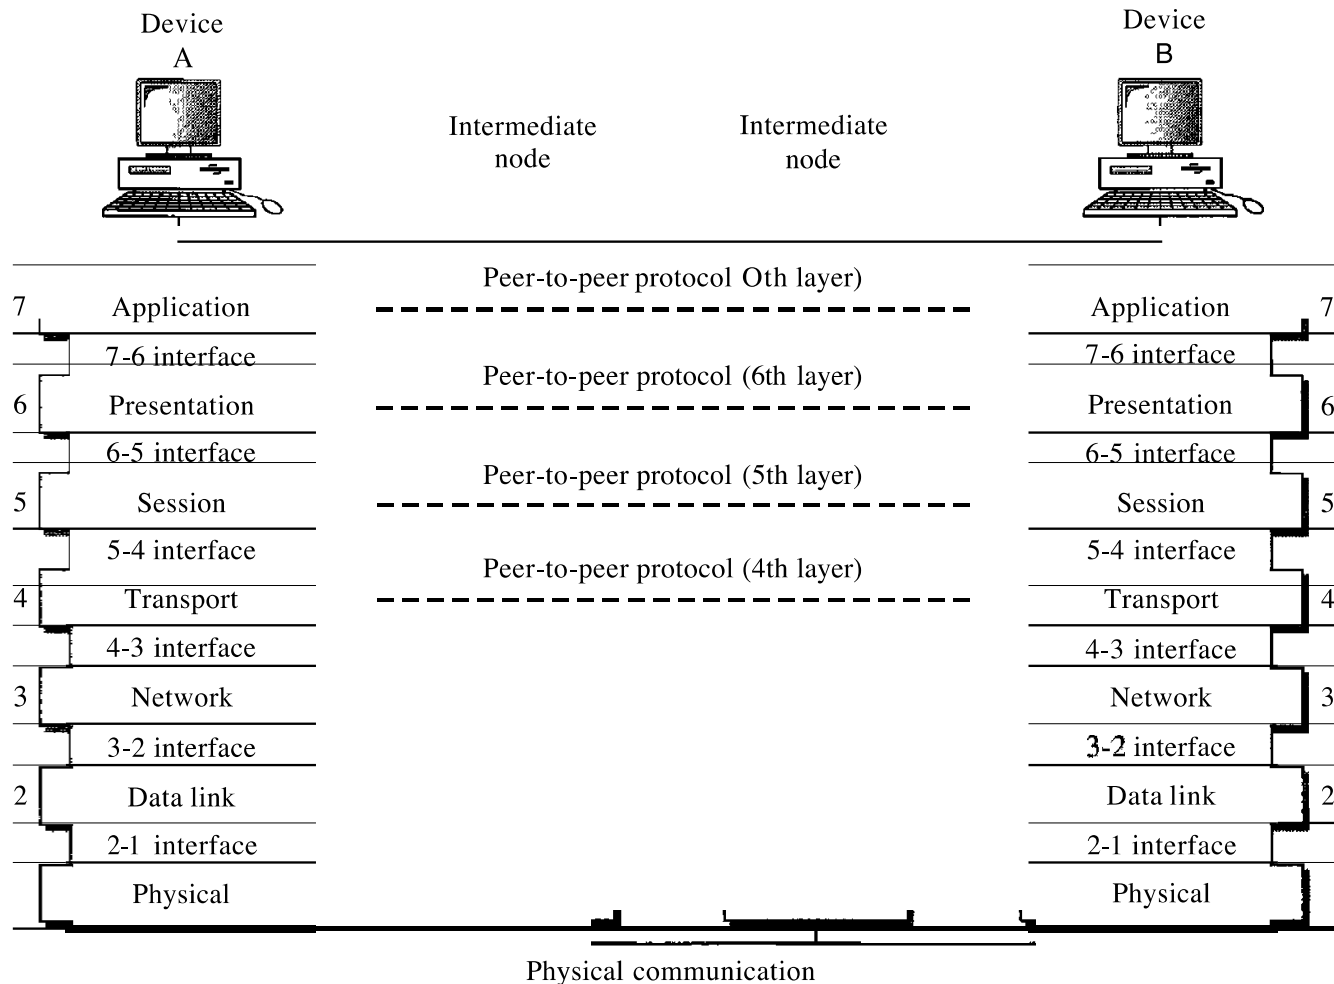 Device
A
Device
B
Intermediate
node
Intermediate
node
Peer-to-peer protocol Oth layer)
7 Application
Application 7
7-6 interface
7-6 interface
Peer-to-peer protocol (6th layer)
6 Presentation
Presentation 6
6-5 interface
6-5 interface
Peer-to-peer protocol (5th layer)
5 Session
Session 5
5-4 interface
5-4 interface
Peer-to-peer protocol (4th layer)
4 Transport
Transport 4
4-3 interface
4-3 interface
3 Network
Network 3
3-2 interface
3-2 interface
2 Data link
Data link 2
2-1 interface
2-1 interface
Physical
Physical
Physical communication